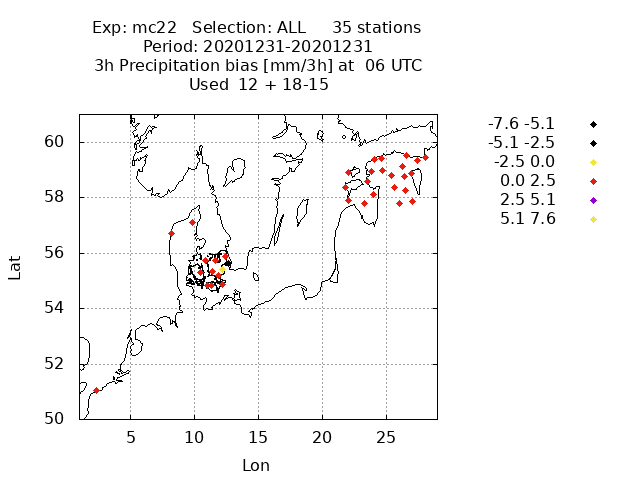 Exp: mc22 Selection: ALL 35 stations
Period: 20201231-20201231
3h Precipitation bias [mm/3h] at 06 UTC
Used 12 + 18-15
-7.6 -5.1
-5.1 -2.5
-2.5 0.0
0.0 2.5
2.5 5.1
5.1 7.6
60
58
56
54
52
50
Lat
5 10 15 20 25
Lon